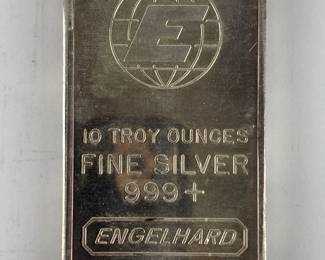 E
10 TROY OUNCES
FINE SILVER
999+
ENGELHARD